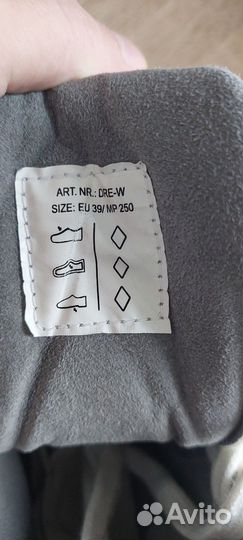 ART. NR.: DRE-W
SIZE: EU 39/ MP 250
Avito